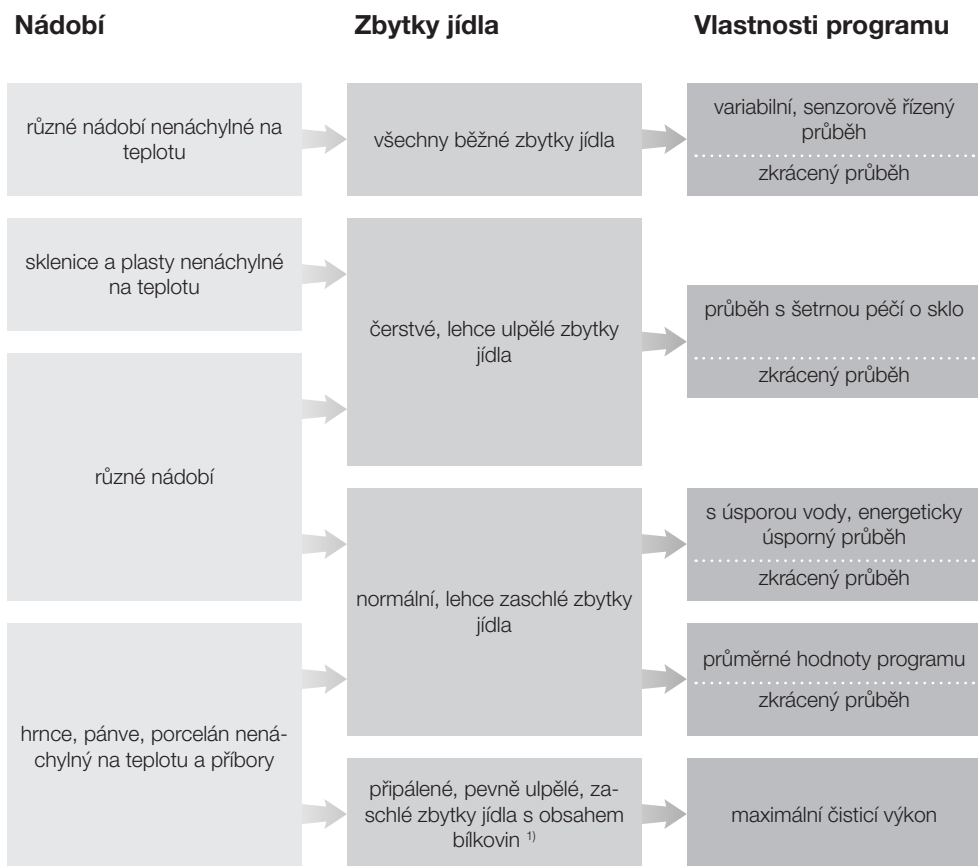 Nádobí
Zbytky jídla
Vlastnosti programu
různé nádobí nenáchylné na
teplotu
všechny běžné zbytky jídla
variabilní, senzorově řízený
průběh
zkrácený průběh
sklenice a plasty nenáchylné
na teplotu
čerstvé, lehce ulpělé zbytky
jídla
průběh s šetrnou péčí o sklo
zkrácený průběh
různé nádobí
normální, lehce zaschlé zbytky
jídla
s úsporou vody, energeticky
úsporný průběh
zkrácený průběh
průměrné hodnoty programu
zkrácený průběh
hrnce, pánve, porcelán nená-
chylný na teplotu a příbory
připálené, pevně ulpělé, za-
schlé zbytky jídla s obsahem
bílkovin 1)
maximální čisticí výkon